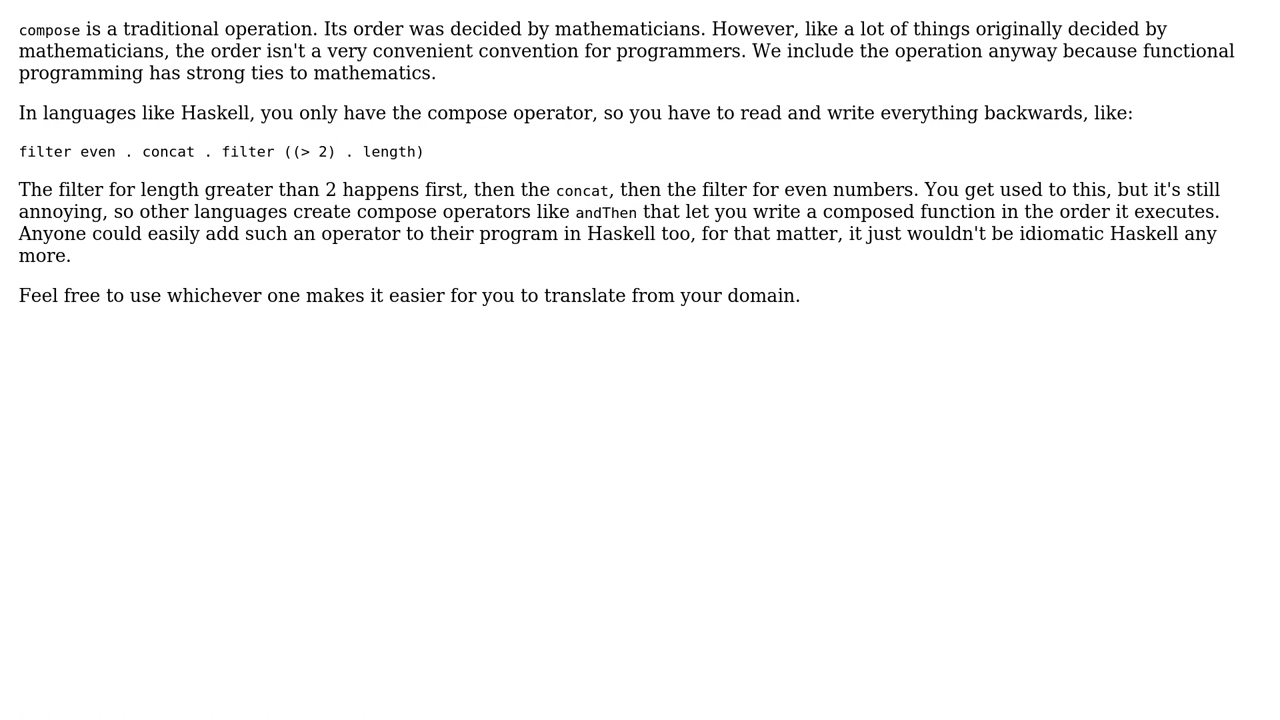 compose is a traditional operation. Its order was decided by mathematicians. However, like a lot of things originally decided by
mathematicians, the order isn't a very convenient convention for programmers. We include the operation anyway because functional
programming has strong ties to mathematics.
In languages like Haskell, you only have the compose operator, so you have to read and write everything backwards, like:
filter even . concat . filter ((> 2) . length)
The filter for length greater than 2 happens first, then the concat, then the filter for even numbers. You get used to this, but it's still
annoying, so other languages create compose operators like andThen that let you write a composed function in the order it executes.
Anyone could easily add such an operator to their program in Haskell too, for that matter, it just wouldn't be idiomatic Haskell any
more.
Feel free to use whichever one makes it easier for you to translate from your domain.